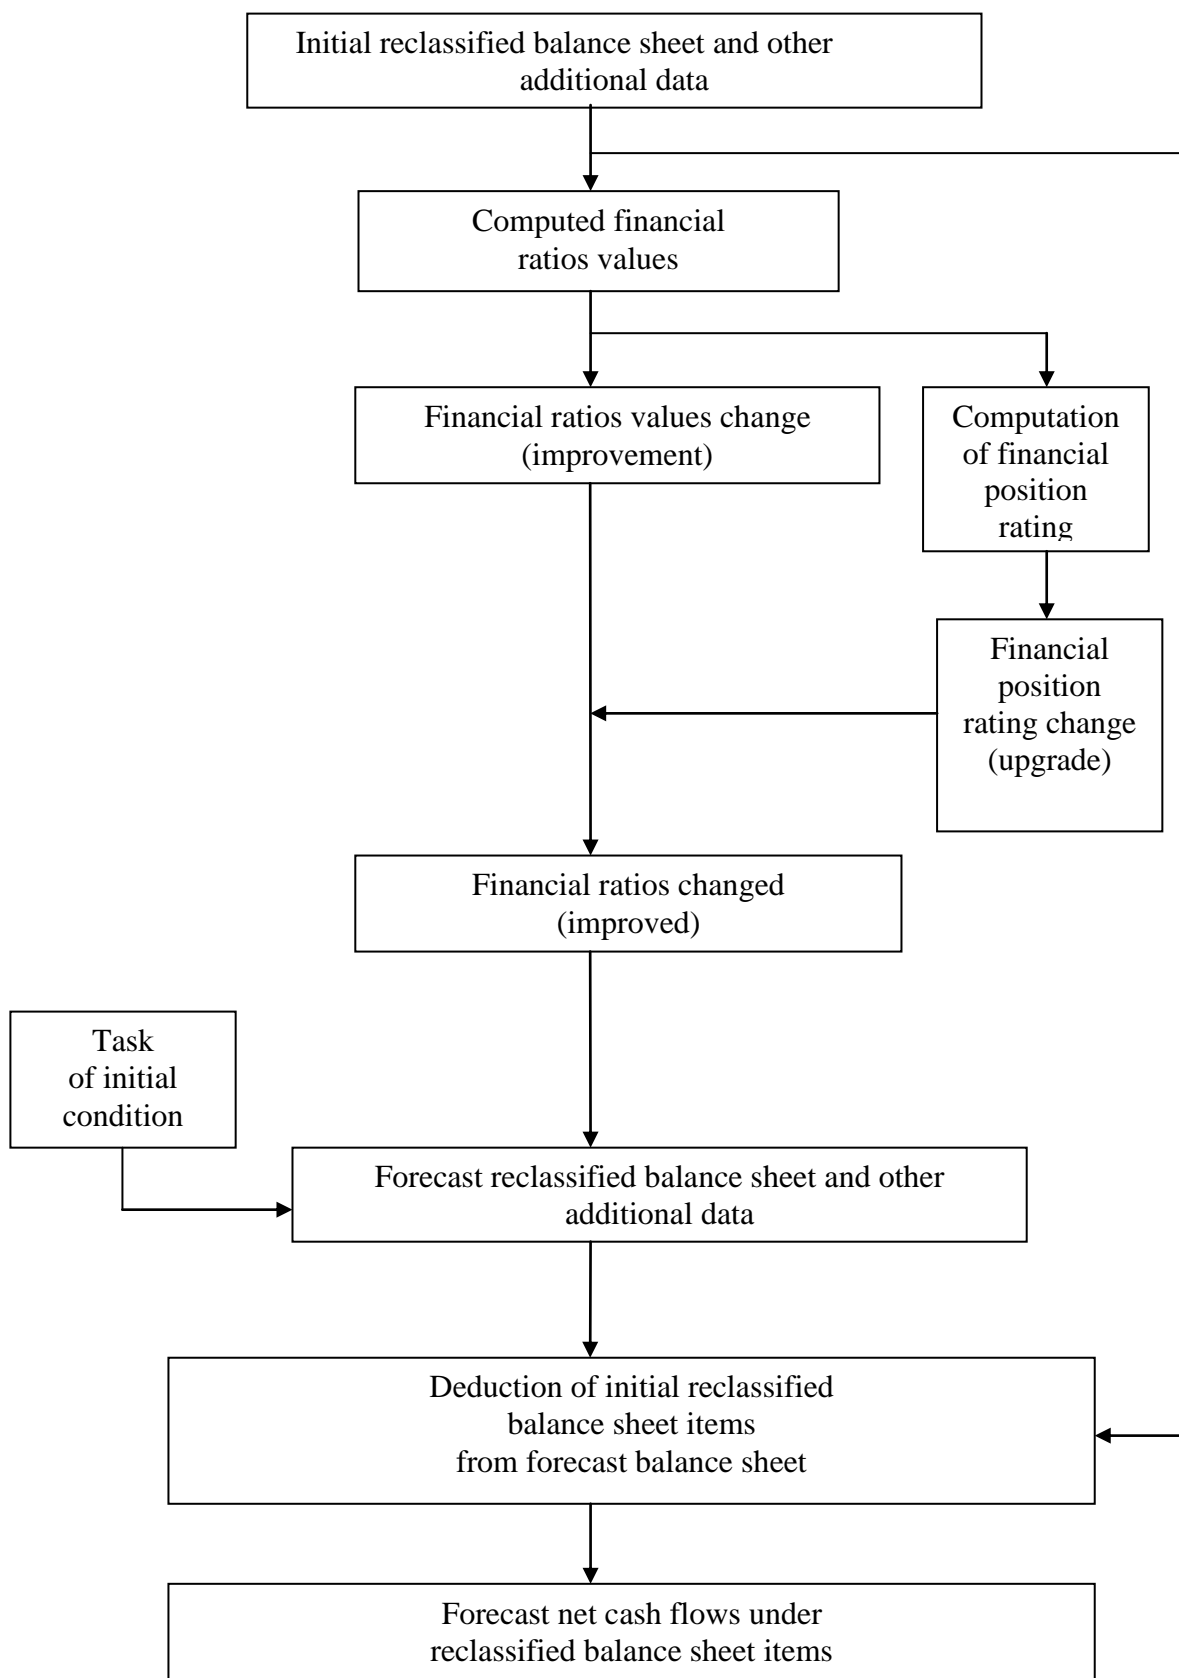 Initial reclassified balance sheet and other
additional data
Computed financial
ratios values
Financial ratios values change
(improvement)
Computation
of financial
position
rating
Financial
position
rating change
(upgrade)
Financial ratios changed
(improved)
Task
of initial
condition
Forecast reclassified balance sheet and other
additional data
Deduction of initial reclassified
balance sheet items
from forecast balance sheet
Forecast net cash flows under
reclassified balance sheet items